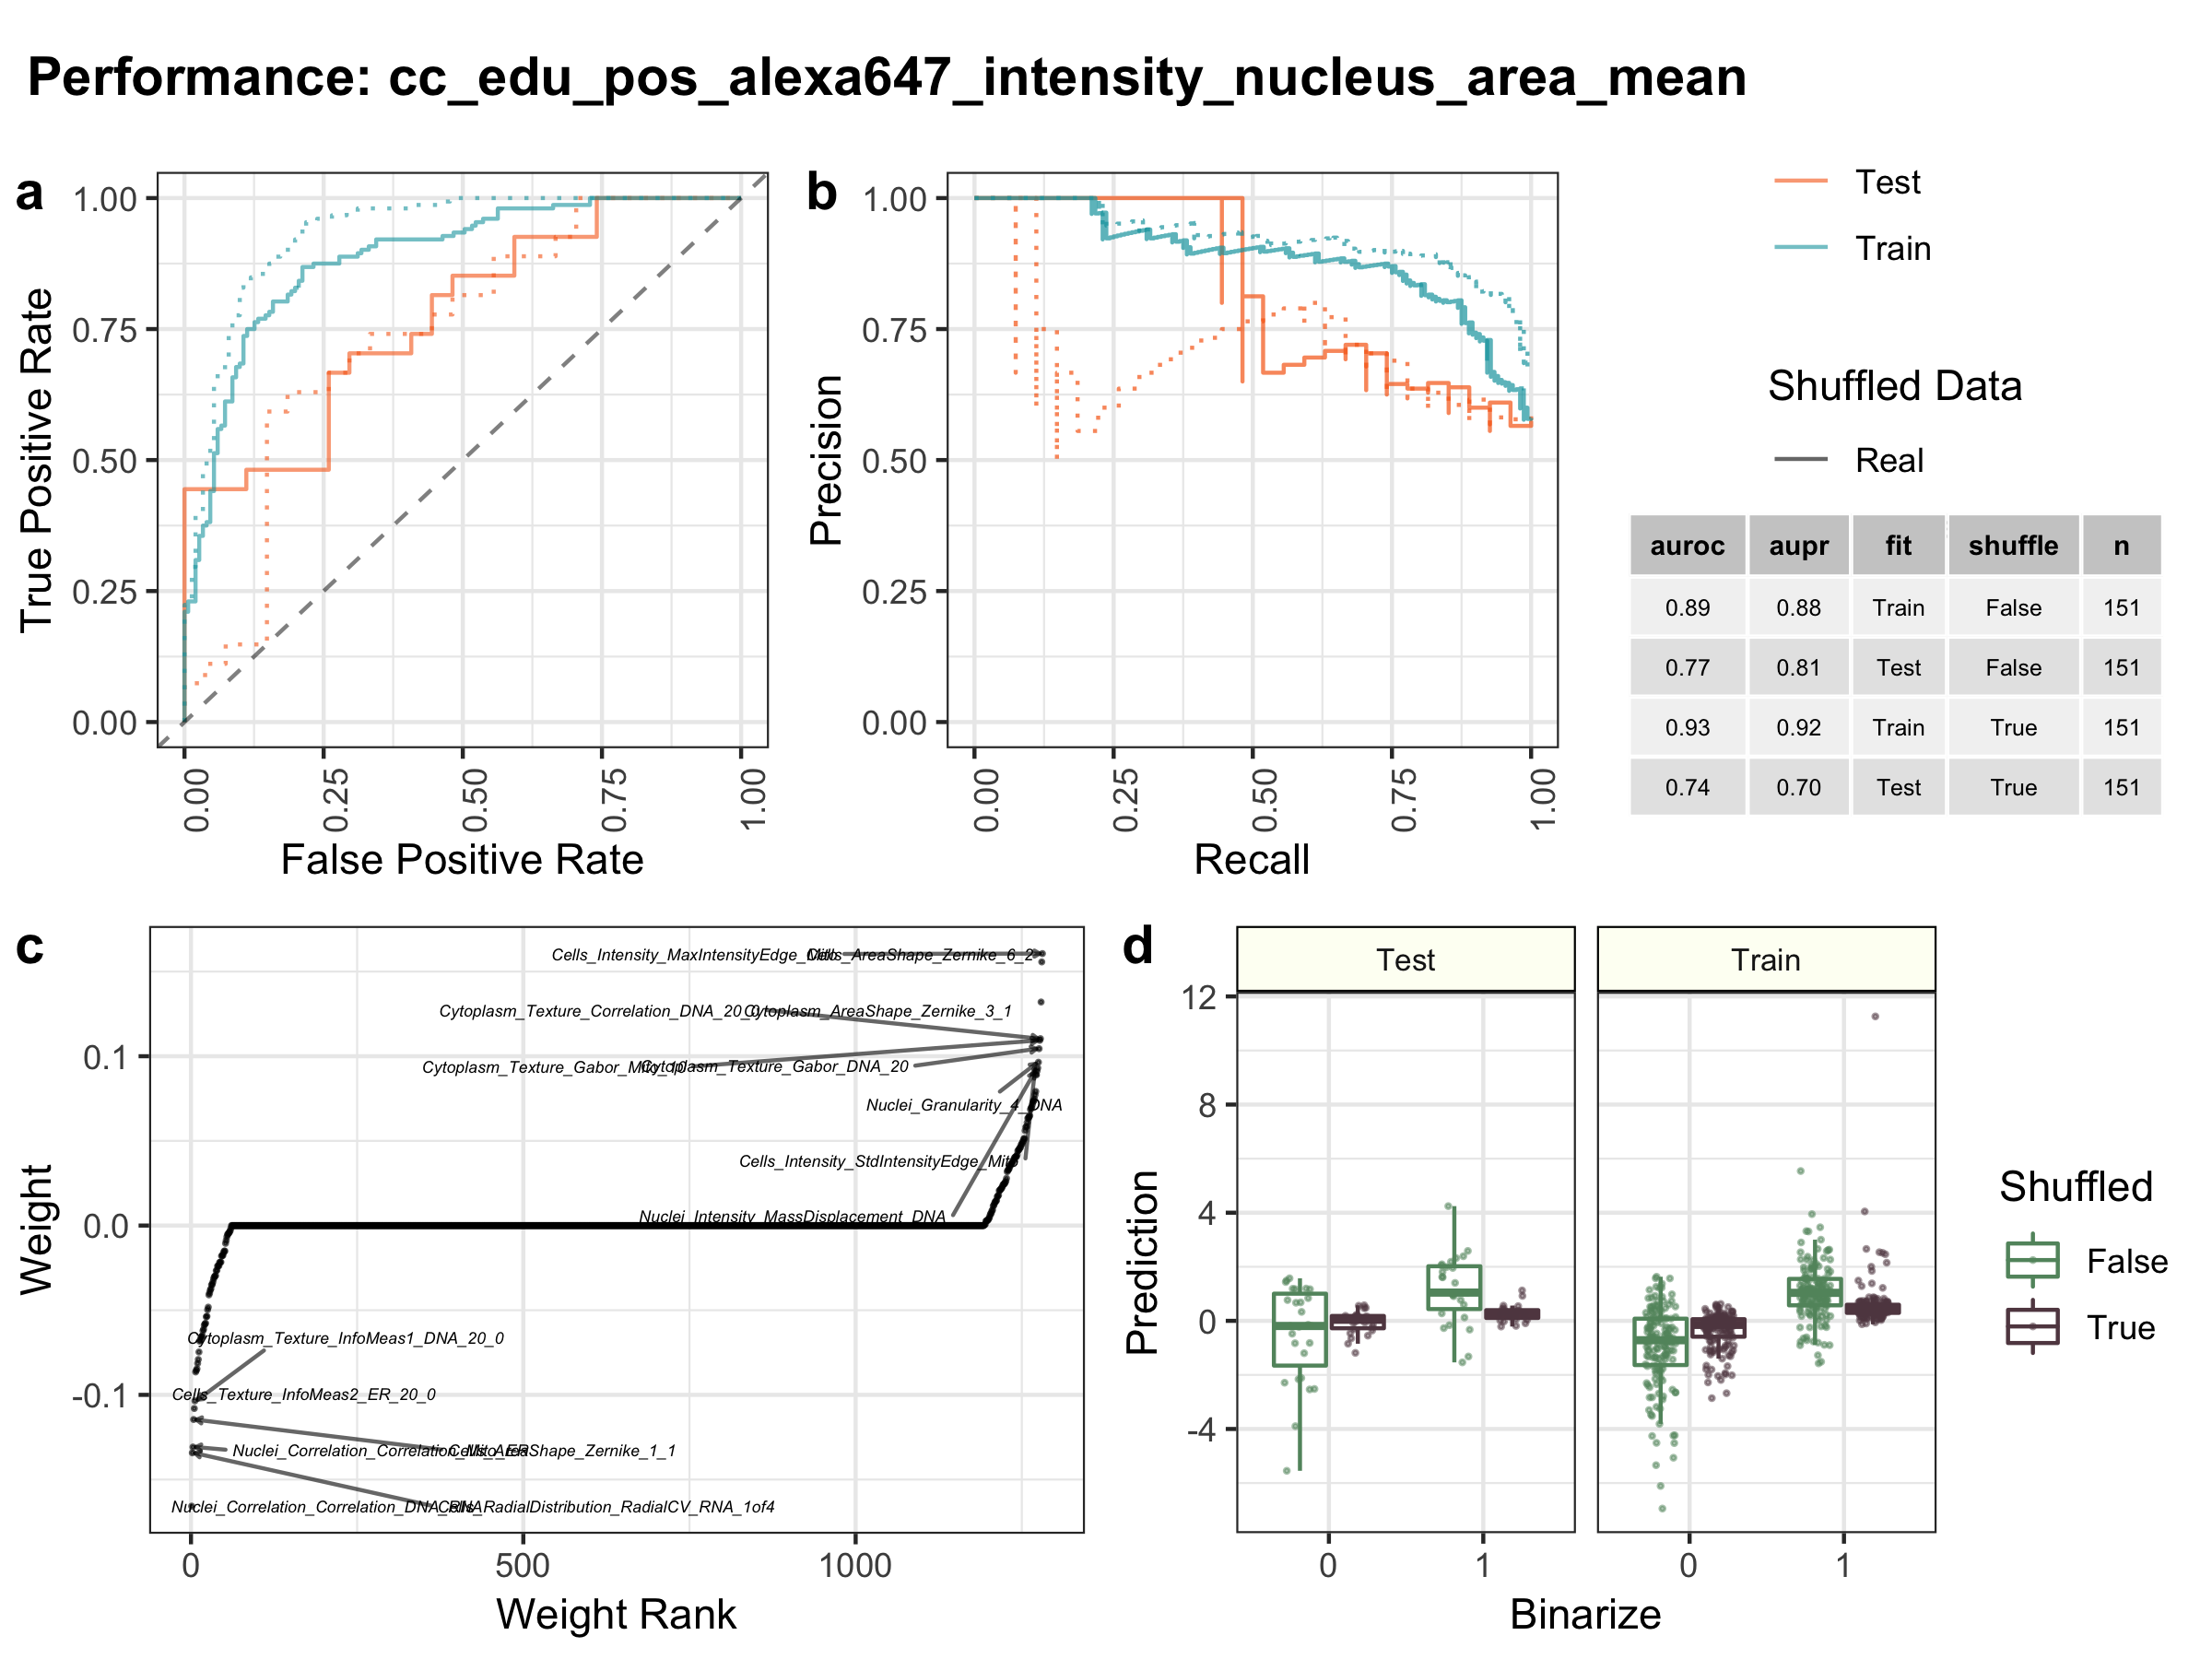 Performance: cc_edu_pos_alexa647_intensity_nucleus_area_mean
a
True Positive Rate
1.00
0.75
0.50
0.25
0.00
0.00 0.25 0.50 0.75 1.00
False Positive Rate
b
Precision
1.00
0.75
0.50
0.25
0.00
0.00 0.25 0.50 0.75 1.00
Recall
Test
Train
Shuffled Data
Real
auroc aupr fit shuffle n
0.89 0.88 Train False 151
0.77 0.81 Test False 151
0.93 0.92 Train True 151
0.74 0.70 Test True 151
c
Weight
0.1
0.0
-0.1
Cells_Intensity_MaxIntensityEdge_Mito
Cells_AreaShape_Zernike_6_2
Cytoplasm_Texture_Correlation_DNA_20_0
Cytoplasm_AreaShape_Zernike_3_1
Cytoplasm_Texture_Gabor_Mito_10
Cytoplasm_Texture_Gabor_DNA_20
Nuclei_Granularity_4_DNA
Cells_Intensity_StdIntensityEdge_Mito
Nuclei_Intensity_MassDisplacement_DNA
Cytoplasm_Texture_InfoMeas1_DNA_20_0
Cells_Texture_InfoMeas2_ER_20_0
Nuclei_Correlation_Correlation_Mito_ER
Cells_AreaShape_Zernike_1_1
Nuclei_Correlation_Correlation_DNA_RNA
Cells_RadialDistribution_RadialCV_RNA_1of4
0 500 1000
Weight Rank
d
Test Train
Prediction
12
8
4
0
-4
0 1 0 1
Binarize
Shuffled
False
True